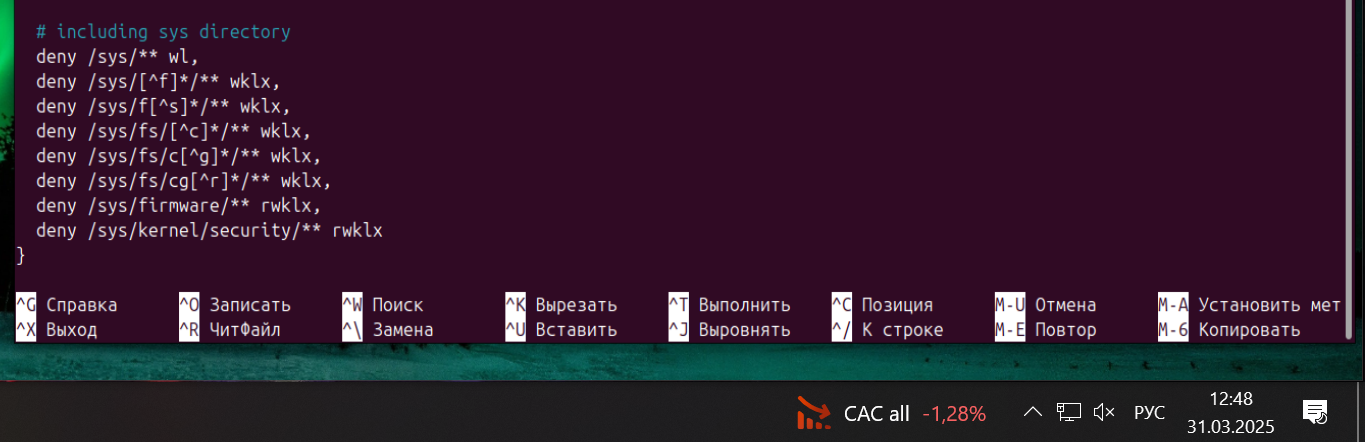 # including sys directory
deny /sys/** wl,
deny /sys/[^f]*/** wklx,
deny /sys/f[^s]*/** wklx,
deny /sys/fs/[^c]*/** wklx,
deny /sys/fs/c[^g]*/** wklx,
deny /sys/fs/cg[^r]*/** wklx,
deny /sys/firmware/** rwklx,
deny /sys/kernel/security/** rwklx
}
^G Справка ^O Записать ^W Поиск ^K Вырезать ^T Выполнить ^C Позиция M-U Отмена M-A Установить мет
^X Выход ^R ЧитФайл ^\ Замена ^U Вставить ^J Выровнять ^/ К строке M-E Повтор M-6 Копировать
CAC all -1,28% РУС 12:48
31.03.2025